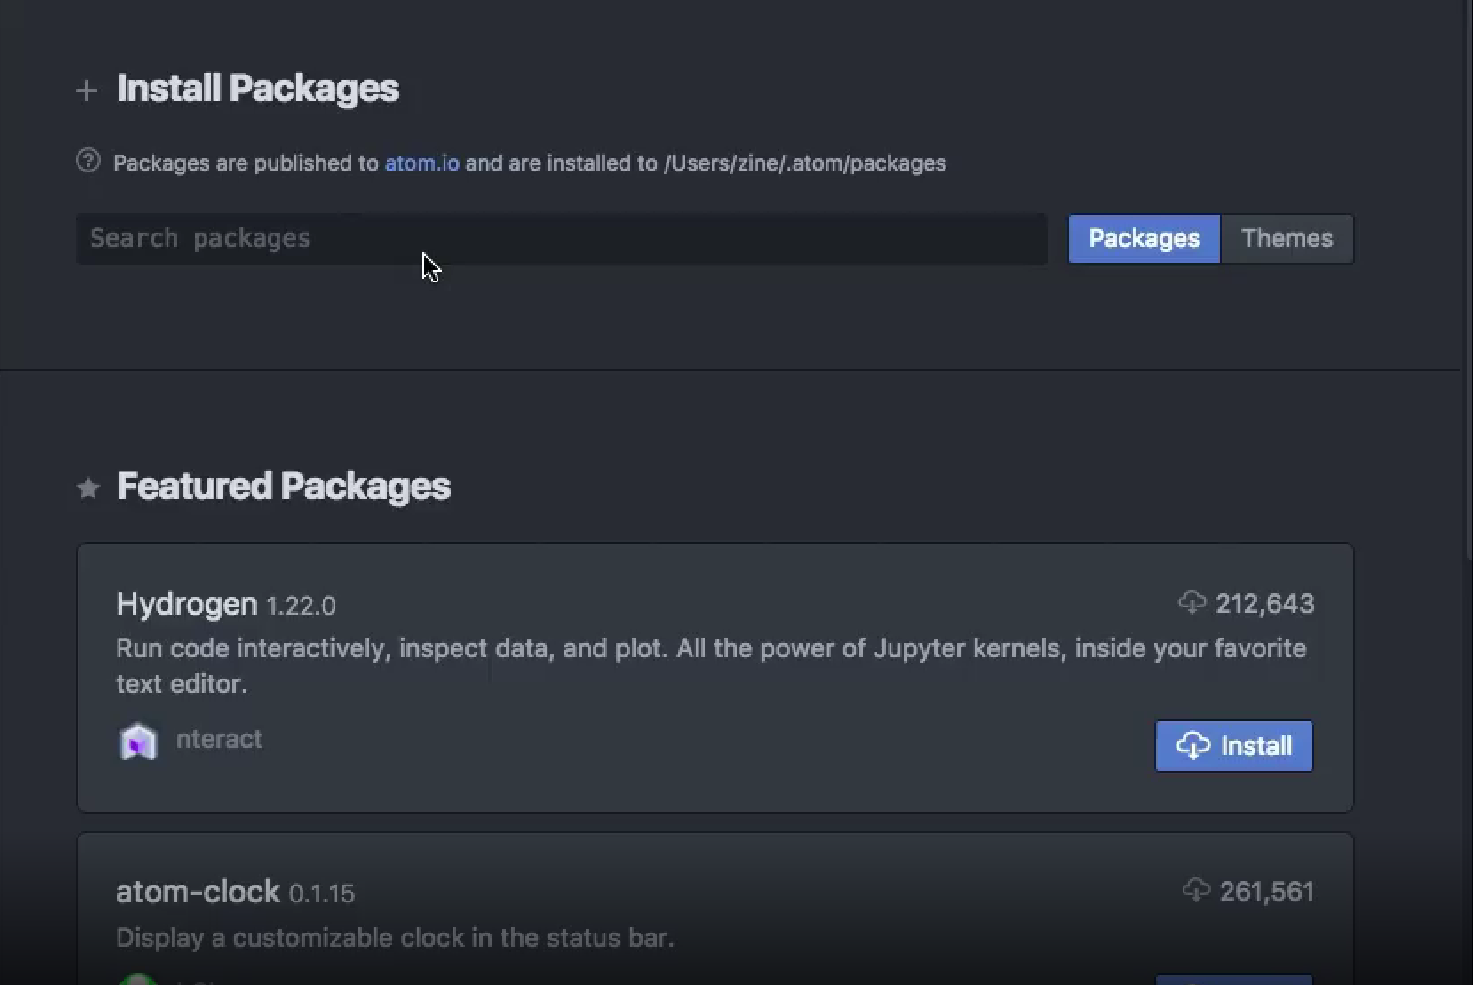 Install Packages
Packages are published to atom.io and are installed to /Users/zine/.atom/packages
Search packages
Packages
Themes
Featured Packages
Hydrogen 1.22.0
212,643
Run code interactively, inspect data, and plot. All the power of Jupyter kernels, inside your favorite
text editor.
nteract
Install
atom-clock 0.1.15
261,561
Display a customizable clock in the status bar.